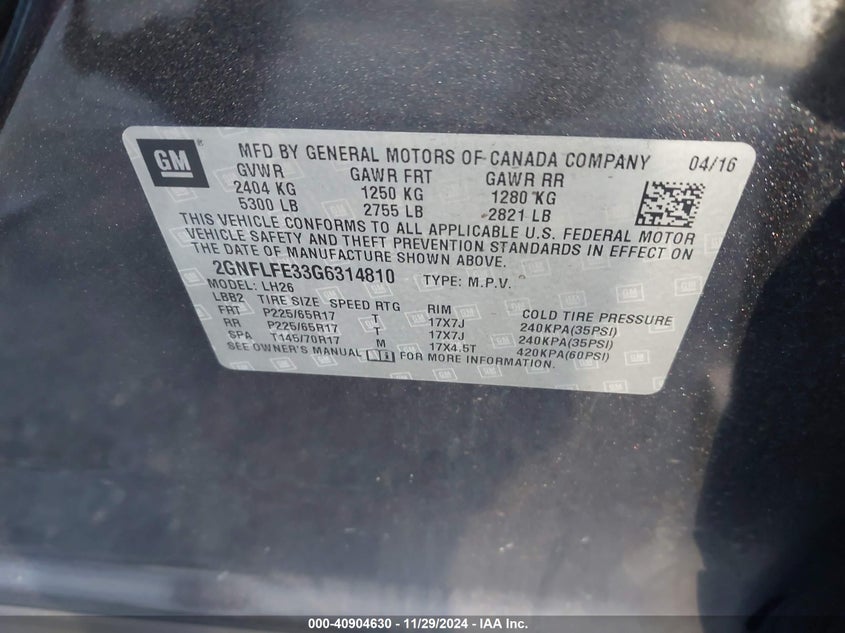 GM ®
MFD BY GENERAL MOTORS OF CANADA COMPANY 04/16
GVWR GAWR FRT GAWR RR
2404 KG 1250 KG 1280 KG
5300 LB 2755 LB 2821 LB
THIS VEHICLE CONFORMS TO ALL APPLICABLE U.S. FEDERAL MOTOR
VEHICLE SAFETY AND THEFT PREVENTION STANDARDS IN EFFECT ON
THE DATE OF MANUFACTURE SHOWN ABOVE.
2GNFLFE33G6314810 TYPE: M.P.V.
MODEL: LH26
LBB2 TIRE SIZE SPEED RTG RIM COLD TIRE PRESSURE
FRT P225/65R17 T 17X7J 240KPA(35PSI)
RR P225/65R17 T 17X7J 240KPA(35PSI)
SPA T145/70R17 M 17X4.5T 420KPA(60PSI)
SEE OWNER'S MANUAL FOR MORE INFORMATION.
000-40904630 - 11/29/2024 - IAA Inc.